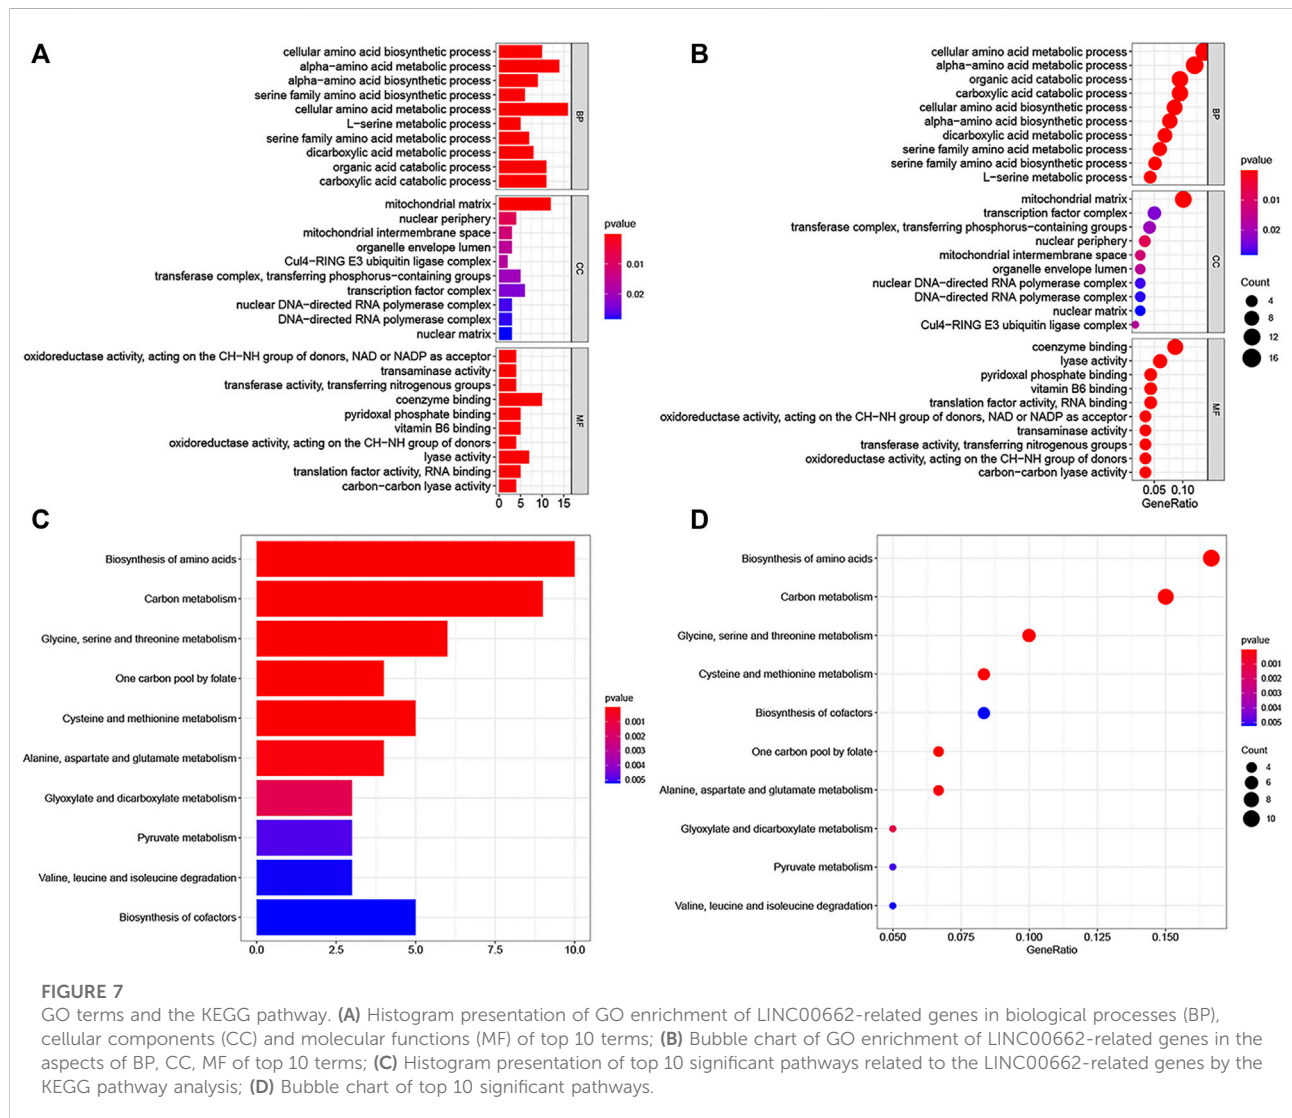 A
cellular amino acid biosynthetic process
alpha−amino acid metabolic process
alpha−amino acid biosynthetic process
serine family amino acid biosynthetic process
cellular amino acid metabolic process
L−serine metabolic process
serine family amino acid metabolic process
dicarboxylic acid metabolic process
organic acid catabolic process
carboxylic acid catabolic process
BP
mitochondrial matrix
nuclear periphery
mitochondrial intermembrane space
organelle envelope lumen
Cul4−RING E3 ubiquitin ligase complex
transferase complex, transferring phosphorus−containing groups
transcription factor complex
nuclear DNA−directed RNA polymerase complex
DNA−directed RNA polymerase complex
nuclear matrix
CC
oxidoreductase activity, acting on the CH−NH group of donors, NAD or NADP as acceptor
transaminase activity
transferase activity, transferring nitrogenous groups
coenzyme binding
pyridoxal phosphate binding
vitamin B6 binding
oxidoreductase activity, acting on the CH−NH group of donors
lyase activity
translation factor activity, RNA binding
carbon−carbon lyase activity
MF
0 5 10 15
pvalue
0.01
0.02
B
cellular amino acid metabolic process
alpha−amino acid metabolic process
organic acid catabolic process
carboxylic acid catabolic process
cellular amino acid biosynthetic process
alpha−amino acid biosynthetic process
dicarboxylic acid metabolic process
serine family amino acid metabolic process
serine family amino acid biosynthetic process
L−serine metabolic process
BP
mitochondrial matrix
transcription factor complex
transferase complex, transferring phosphorus−containing groups
nuclear periphery
mitochondrial intermembrane space
organelle envelope lumen
nuclear DNA−directed RNA polymerase complex
DNA−directed RNA polymerase complex
nuclear matrix
Cul4−RING E3 ubiquitin ligase complex
CC
coenzyme binding
lyase activity
pyridoxal phosphate binding
vitamin B6 binding
translation factor activity, RNA binding
oxidoreductase activity, acting on the CH−NH group of donors, NAD or NADP as acceptor
transaminase activity
transferase activity, transferring nitrogenous groups
oxidoreductase activity, acting on the CH−NH group of donors
carbon−carbon lyase activity
MF
0.05 0.10
GeneRatio
pvalue
0.01
0.02
Count
4
8
12
16
C
Biosynthesis of amino acids
Carbon metabolism
Glycine, serine and threonine metabolism
One carbon pool by folate
Cysteine and methionine metabolism
Alanine, aspartate and glutamate metabolism
Glyoxylate and dicarboxylate metabolism
Pyruvate metabolism
Valine, leucine and isoleucine degradation
Biosynthesis of cofactors
0.0 2.5 5.0 7.5 10.0
pvalue
0.001
0.002
0.003
0.004
0.005
D
Biosynthesis of amino acids
Carbon metabolism
Glycine, serine and threonine metabolism
Cysteine and methionine metabolism
Biosynthesis of cofactors
One carbon pool by folate
Alanine, aspartate and glutamate metabolism
Glyoxylate and dicarboxylate metabolism
Pyruvate metabolism
Valine, leucine and isoleucine degradation
0.050 0.075 0.100 0.125 0.150
GeneRatio
pvalue
0.001
0.002
0.003
0.004
0.005
Count
4
6
8
10
FIGURE 7
GO terms and the KEGG pathway. (A) Histogram presentation of GO enrichment of LINC00662-related genes in biological processes (BP),
cellular components (CC) and molecular functions (MF) of top 10 terms; (B) Bubble chart of GO enrichment of LINC00662-related genes in the
aspects of BP, CC, MF of top 10 terms; (C) Histogram presentation of top 10 significant pathways related to the LINC00662-related genes by the
KEGG pathway analysis; (D) Bubble chart of top 10 significant pathways.